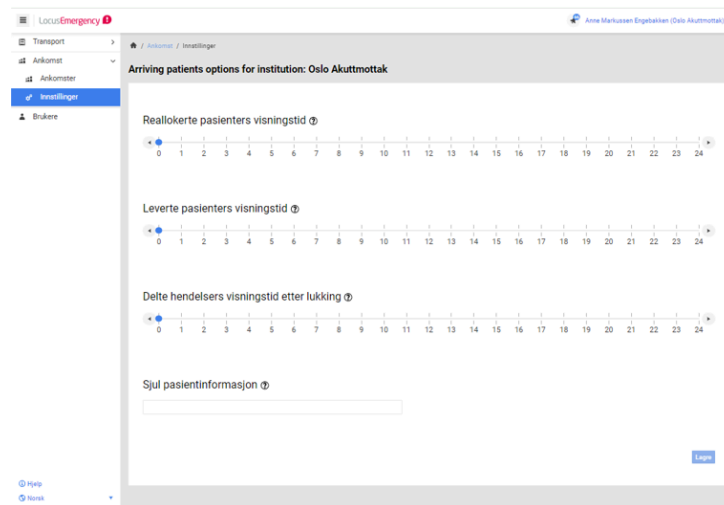 LocusEmergency
Anne Markussen Engebakken (Oslo Akuttmottak)
Transport
Ankomst
Ankomster
Innstillinger
Brukere
/ Ankomst / Innstillinger
Arriving patients options for institution: Oslo Akuttmottak
Reallokerte pasienters visningstid
0 1 2 3 4 5 6 7 8 9 10 11 12 13 14 15 16 17 18 19 20 21 22 23 24
Leverte pasienters visningstid
0 1 2 3 4 5 6 7 8 9 10 11 12 13 14 15 16 17 18 19 20 21 22 23 24
Delte hendelsers visningstid etter lukking
0 1 2 3 4 5 6 7 8 9 10 11 12 13 14 15 16 17 18 19 20 21 22 23 24
Sjul pasientinformasjon
Lagre
Hjelp
Norsk